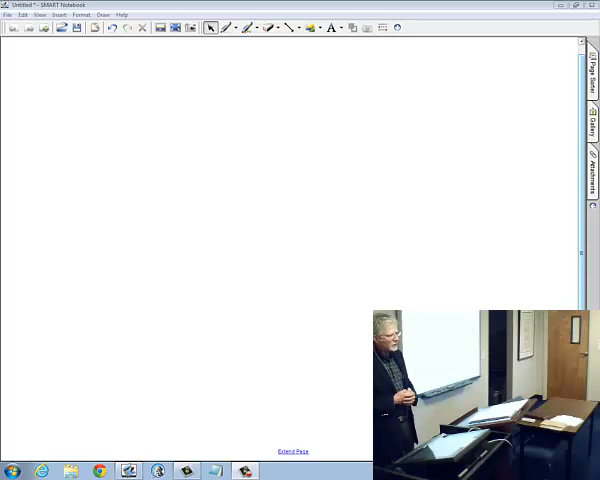 Untitled * - SMART Notebook
File Edit View Insert Format Draw Help
Page Sorter
Gallery
Attachments
Extend Page